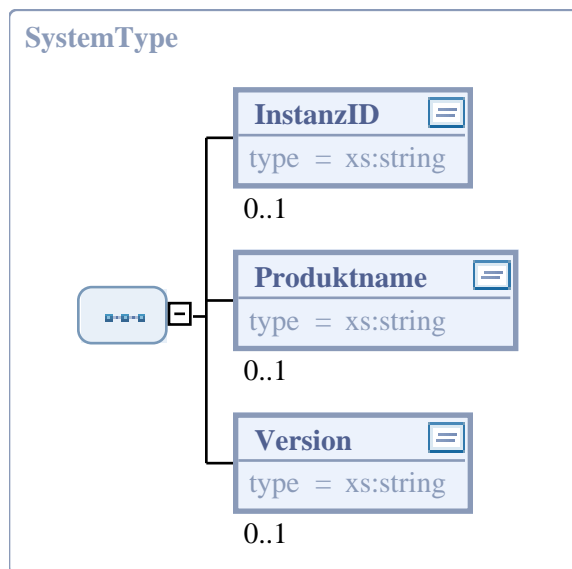 SystemType
InstanzID
type = xs:string
0..1
Produktname
type = xs:string
0..1
Version
type = xs:string
0..1